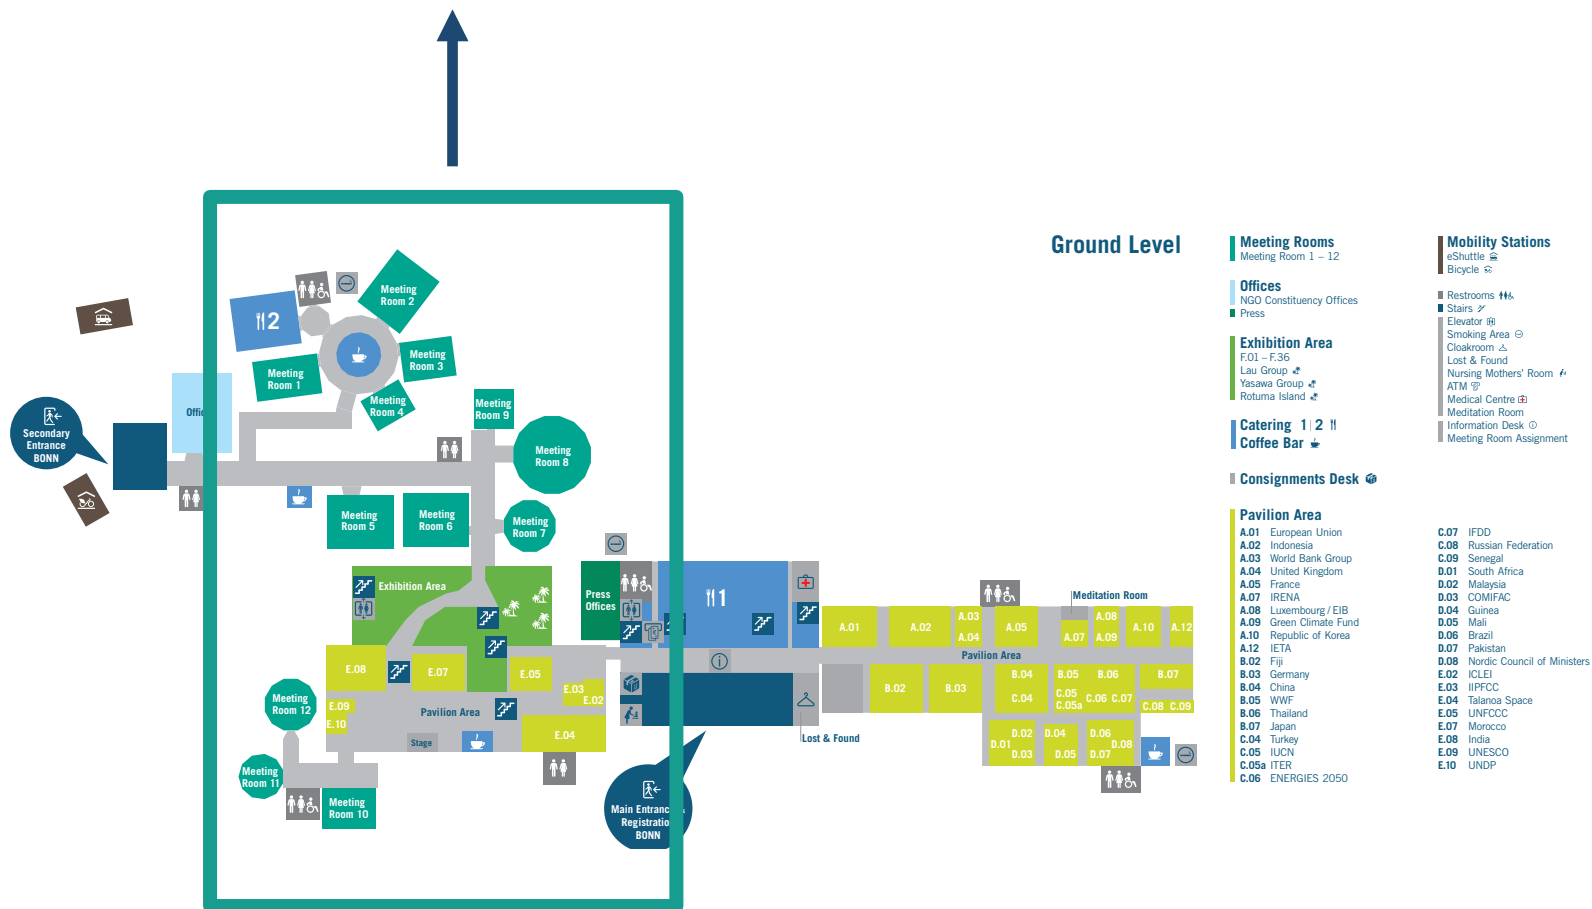 Ground Level
Meeting Rooms
Meeting Room 1 – 12
Offices
NGO Constituency Offices
Press
Exhibition Area
F.01 – F.36
Lau Group
Yasawa Group
Rotuma Island
Catering 1 | 2
Coffee Bar
Consignments Desk
Mobility Stations
eShuttle
Bicycle
Restrooms
Stairs
Elevator
Smoking Area
Cloakroom
Lost & Found
Nursing Mothers' Room
ATM
Medical Centre
Meditation Room
Information Desk
Meeting Room Assignment
Pavilion Area
A.01 European Union
A.02 Indonesia
A.03 World Bank Group
A.04 United Kingdom
A.05 France
A.07 IRENA
A.08 Luxembourg / EIB
A.09 Green Climate Fund
A.10 Republic of Korea
A.12 IETA
B.02 Fiji
B.03 Germany
B.04 China
B.05 WWF
B.06 Thailand
B.07 Japan
C.04 Turkey
C.05 IUCN
C.05a ITER
C.06 ENERGIES 2050
C.07 IFDD
C.08 Russian Federation
C.09 Senegal
D.01 South Africa
D.02 Malaysia
D.03 COMIFAC
D.04 Guinea
D.05 Mali
D.06 Brazil
D.07 Pakistan
D.08 Nordic Council of Ministers
E.02 ICLEI
E.03 IIPFCC
E.04 Talanoa Space
E.05 UNFCCC
E.07 Morocco
E.08 India
E.09 UNESCO
E.10 UNDP
Meeting
Room 2
2
Meeting
Room 3
Meeting
Room 1
Meeting
Room 4
Meeting
Room 9
Secondary
Entrance
BONN
Meeting
Room 8
Meeting
Room 5
Meeting
Room 6
Meeting
Room 7
Exhibition Area
Press
Offices
1
Meditation Room
A.01
A.02
A.03
A.04
A.05
A.07
A.08
A.09
A.10
A.12
Pavilion Area
B.02
B.03
B.04
C.04
B.05
B.06
C.05
C.05a
C.06
C.07
B.07
C.08
C.09
D.01
D.02
D.03
D.04
D.05
D.06
D.07
D.08
E.08
E.07
E.05
E.03
E.02
E.09
E.10
Pavilion Area
Stage
E.04
Lost & Found
Meeting
Room 12
Meeting
Room 11
Meeting
Room 10
Main
Registration
BONN